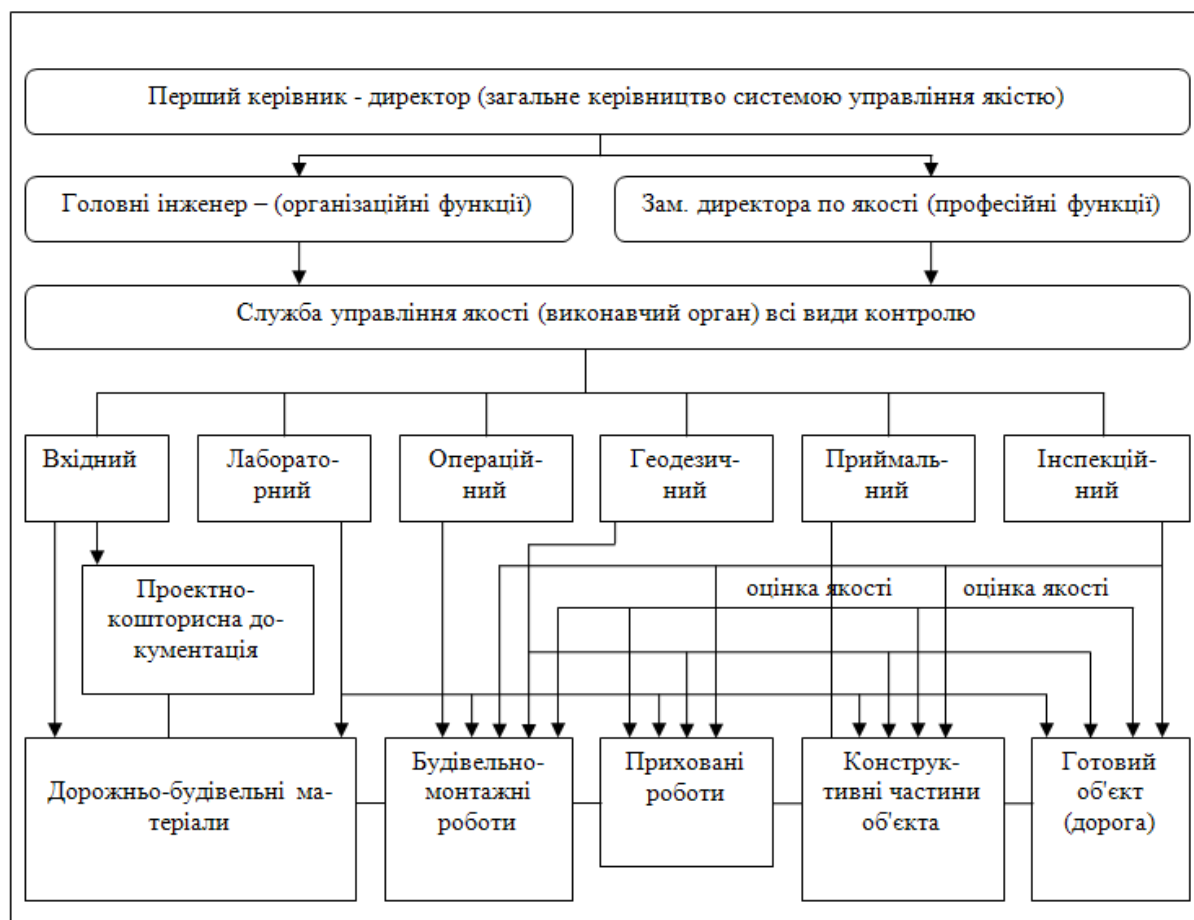 Перший керівник - директор (загальне керівництво системою управління якістю)
Головні інженер – (організаційні функції)
Зам. директора по якості (професійні функції)
Служба управління якості (виконавчий орган) всі види контролю
Вхідний
Лаборато-
рний
Операцій-
ний
Геодезич-
ний
Приймаль-
ний
Інспекцій-
ний
Проектно-
кошторисна до-
кументація
оцінка якості
оцінка якості
Дорожньо-будівельні ма-
теріали
Будівельно-
монтажні
роботи
Приховані
роботи
Конструк-
тивні частини
об'єкта
Готовий
об'єкт
(дорога)